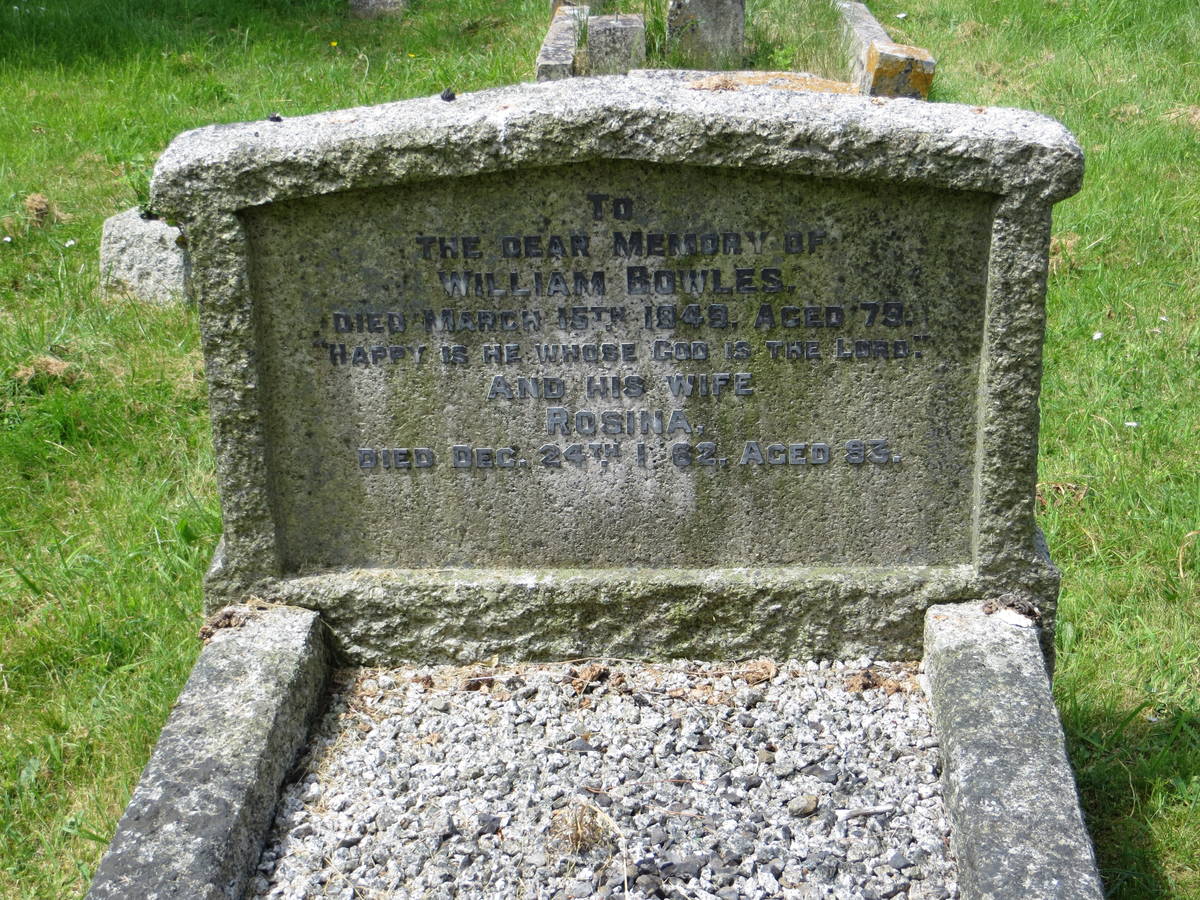 TO
THE DEAR MEMORY OF
WILLIAM BOWLES.
DIED MARCH 15TH 1949. AGED 79.
"HAPPY IS HE WHOSE GOD IS THE LORD."
AND HIS WIFE
ROSINA.
DIED DEC. 24TH 1 62. AGED 83.